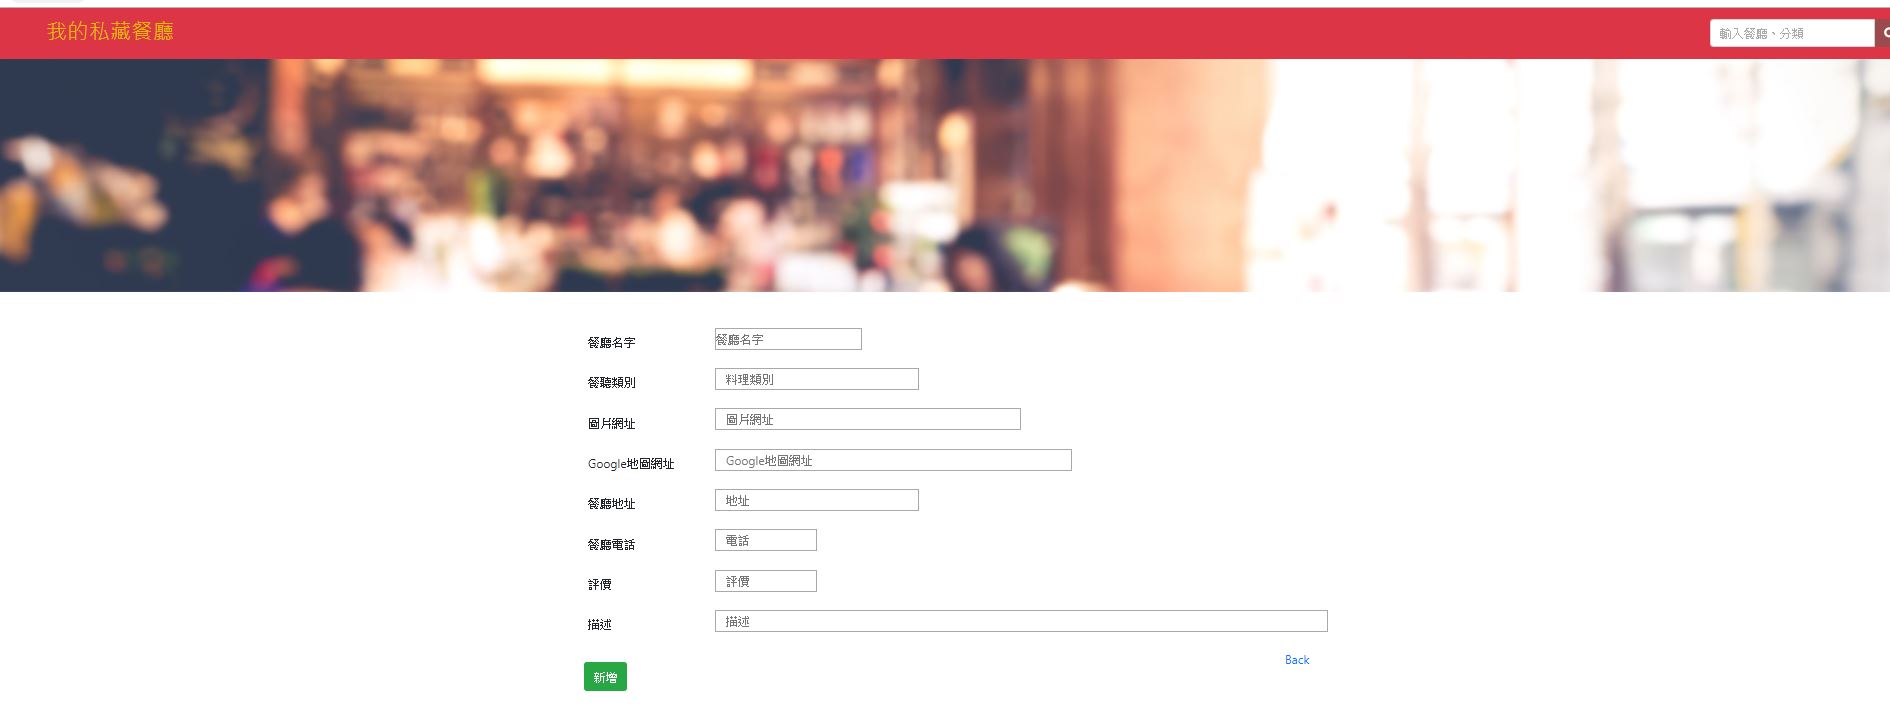 我的私藏餐廳
輸入餐廳、分類
餐廳名字 餐廳名字
餐聽類別 料理類別
圖片網址 圖片網址
Google地圖網址 Google地圖網址
餐廳地址 地址
餐廳電話 電話
評價 評價
描述 描述
Back
新增